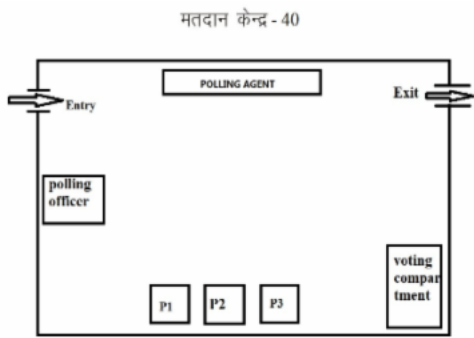 मतदान केन्द्र - 40
POLLING AGENT
Entry
Exit
polling
officer
voting
compar
tment
P1
P2
P3